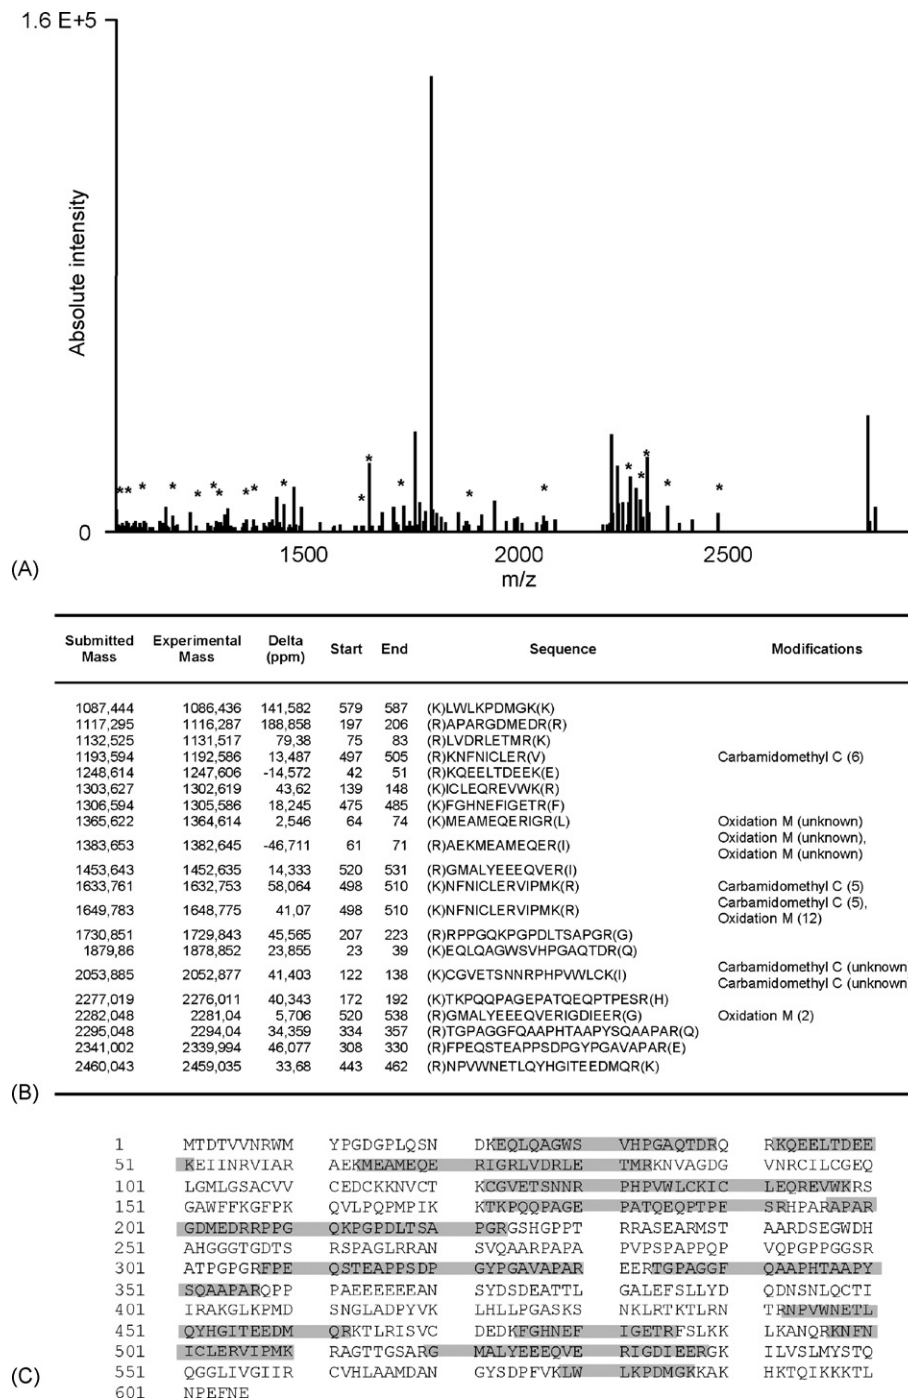 1.6 E+5
Absolute intensity
* * * * * * * * * * * * * * * * * * * *
0
1500 2000 2500
m/z
(A)
Submitted Mass Experimental Mass Delta (ppm) Start End Sequence Modifications
1087,444 1086,436 141,582 579 587 (K)LWLKPDMGK(K)
1117,295 1116,287 188,858 197 206 (R)APARGDMEDR(R)
1132,525 1131,517 79,38 75 83 (R)LVDRLETMR(K)
1193,594 1192,586 13,487 497 505 (R)KNFNICLER(V) Carbamidomethyl C (6)
1248,614 1247,606 -14,572 42 51 (R)KQEELTDEEK(E)
1303,627 1302,619 43,62 139 148 (K)ICLEQREVWK(R)
1306,594 1305,586 18,245 475 485 (K)FGHNEFIGETR(F)
1365,622 1364,614 2,546 64 74 (K)MEAMEQERIGR(L) Oxidation M (unknown)
1383,653 1382,645 -46,711 61 71 (R)AEKMEAMEQER(I) Oxidation M (unknown), Oxidation M (unknown)
1453,643 1452,635 14,333 520 531 (R)GMALYEEEQVER(I)
1633,761 1632,753 58,064 498 510 (K)NFNICLERVIPMK(R) Carbamidomethyl C (5)
1649,783 1648,775 41,07 498 510 (K)NFNICLERVIPMK(R) Carbamidomethyl C (5), Oxidation M (12)
1730,851 1729,843 45,565 207 223 (R)RPPGQKPGPDLTSAPGR(G)
1879,86 1878,852 23,855 23 39 (K)EQLQAGWSVHPGAQTDR(Q)
2053,885 2052,877 41,403 122 138 (K)CGVETSNNRPHPVWLCK(I) Carbamidomethyl C (unknown) Carbamidomethyl C (unknown)
2277,019 2276,011 40,343 172 192 (K)TKPQQPAGEPATQEQPTPESR(H)
2282,048 2281,04 5,706 520 538 (R)GMALYEEEQVERIGDIEER(G) Oxidation M (2)
2295,048 2294,04 34,359 334 357 (R)TGPAGGFQAAPHTAAPYSQAAPAR(Q)
2341,002 2339,994 46,077 308 330 (R)FPEQSTEAPPSDPGYPGAVAPAR(E)
2460,043 2459,035 33,68 443 462 (R)NPVWNETLQYHGITEEDMQR(K)
(B)
1 MTDTVVNRWM YPGDGPLQSN DKEQLQAGWS VHPGAQTDRQ RKQEELTDEE
51 KEIINRVIAR AEKMEAMEQE RIGRLVDRLE TMRKNVAGDG VNRCILCGEQ
101 LGMLGSACVV CEDCKKNVCT KCGVETSNNR PHPVWLCKIC LEQREVWKRS
151 GAWFFKGFPK QVLPQPMPIK KTKPQQPAGE PATQEQPTPE SRHPARAPAR
201 GDMEDRRPPG QKPGPDLTSA PGRGSHGPPT RRASEARMST AARDSEGWDH
251 AHGGGTGDTS RSPAGLRRAN SVQAARPAPA PVPSPAPPQP VQPGPPGGSR
301 ATPGPGRFPE QSTEAPPSDP GYPGAVAPAR EERTGPAGGF QAAPHTAAPY
351 SQAAPARQPP PAEEEEEEAN SYDSDEATTL GALEFSLLYD QDNSNLQCTI
401 IRAKGLKPMD SNGLADPYVK LHLLPGASKS NKLRTKTLRN TRNPVWNETL
451 QYHGITEEDM QRKTLRISVC DEDKFGHNEF IGETRFSLKK LKANQRKNFN
501 ICLERVIPMK RAGTTGSARG MALYEEEQVE RIGDIEERGK ILVSLMYSTQ
551 QGGLIVGIIR CVHLAAMDAN GYSDPFVKLW LKPDMGKKAK HKTQIKKKTL
601 NPEFNE
(C)